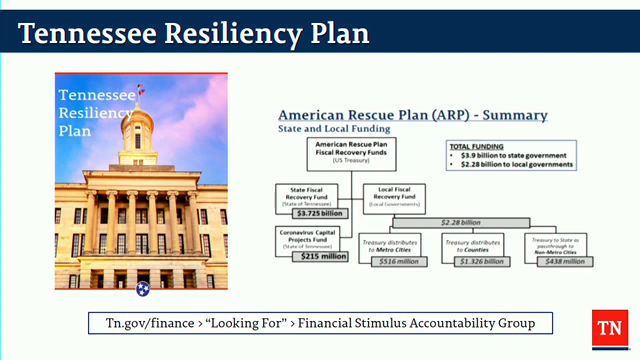 Tennessee Resiliency Plan
Tennessee
Resiliency
Plan
American Rescue Plan (ARP) - Summary
State and Local Funding
American Rescue Plan
Fiscal Recovery Funds
(US Treasury)
TOTAL FUNDING
• $3.9 billion to state government
• $2.28 billion to local governments
State Fiscal
Recovery Fund
(State of Tennessee)
$3.725 billion
Local Fiscal
Recovery Fund
(Local Governments)
$2.28 billion
Coronavirus Capital
Projects Fund
(State of Tennessee)
$215 million
Treasury distributes
to Metro Cities
$516 million
Treasury distributes
to Counties
$1.326 billion
Treasury to State as
passthrough to
Non-Metro Cities
$438 million
Tn.gov/finance > “Looking For” > Financial Stimulus Accountability Group
TN